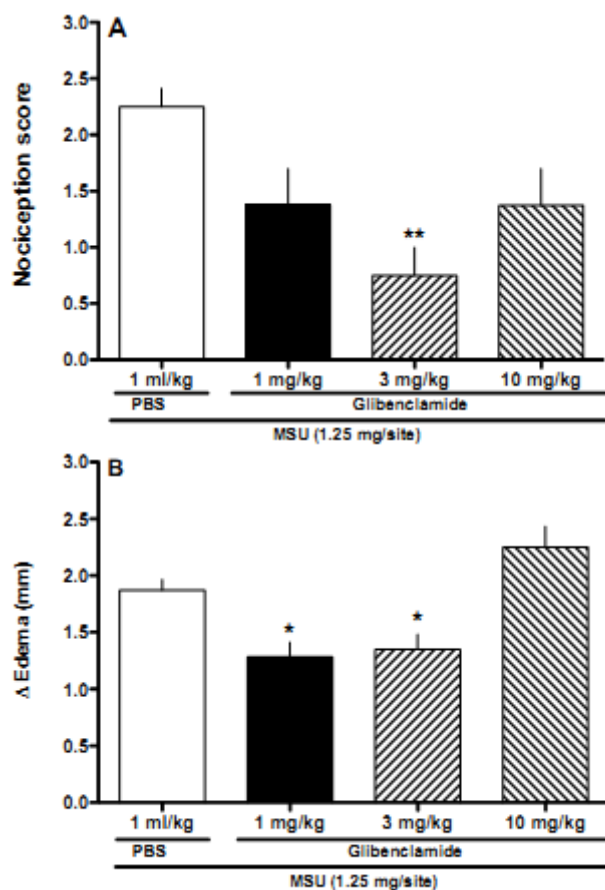 A
Nociception score
3.0
2.5
2.0
1.5
1.0
0.5
0.0
**
1 ml/kg 1 mg/kg 3 mg/kg 10 mg/kg
PBS Glibenclamide
MSU (1.25 mg/site)
B
Δ Edema (mm)
3.0
2.5
2.0
1.5
1.0
0.5
0.0
* *
1 ml/kg 1 mg/kg 3 mg/kg 10 mg/kg
PBS Glibenclamide
MSU (1.25 mg/site)